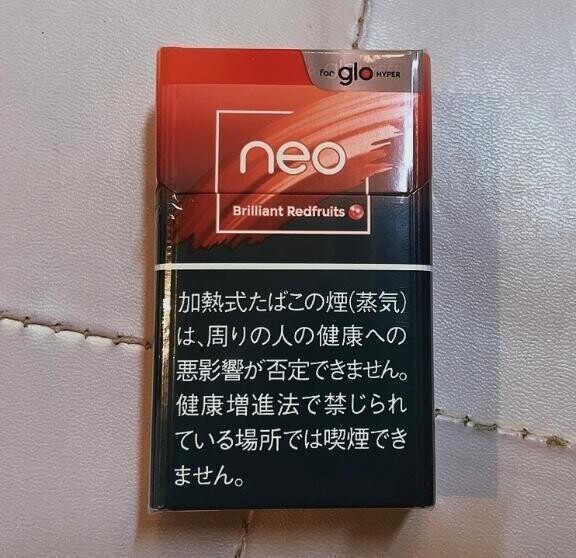 for glo HYPER
neo
Brilliant Redfruits
加熱式たばこの煙(蒸気)
は、周りの人の健康への
悪影響が否定できません。
健康増進法で禁じられ
ている場所では喫煙でき
ません。